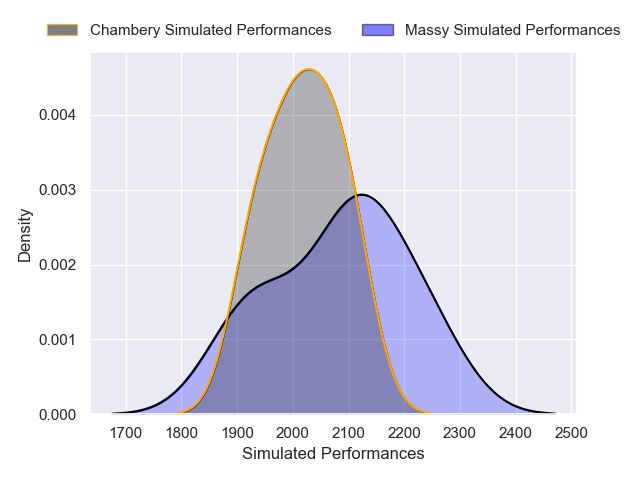 Chambery Simulated Performances Massy Simulated Performances
0.004
0.003
0.002
0.001
0.000
Density
1700 1800 1900 2000 2100 2200 2300 2400 2500
Simulated Performances